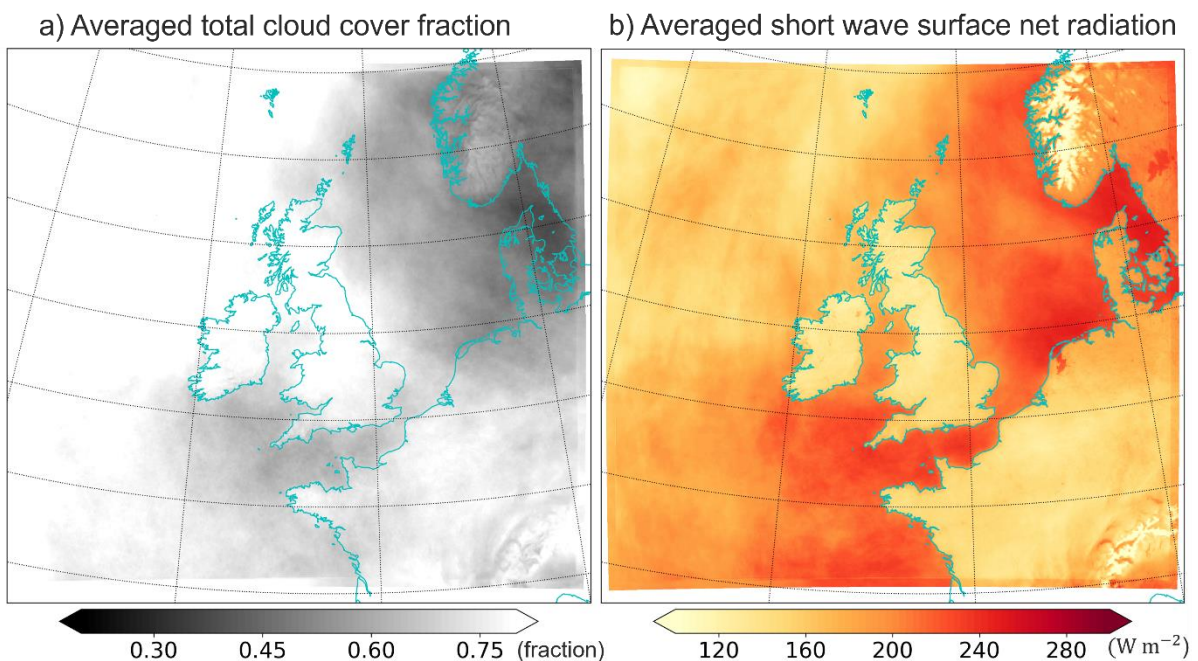 a) Averaged total cloud cover fraction
b) Averaged short wave surface net radiation
0.30 0.45 0.60 0.75 (fraction)
120 160 200 240 280 (W m⁻²)